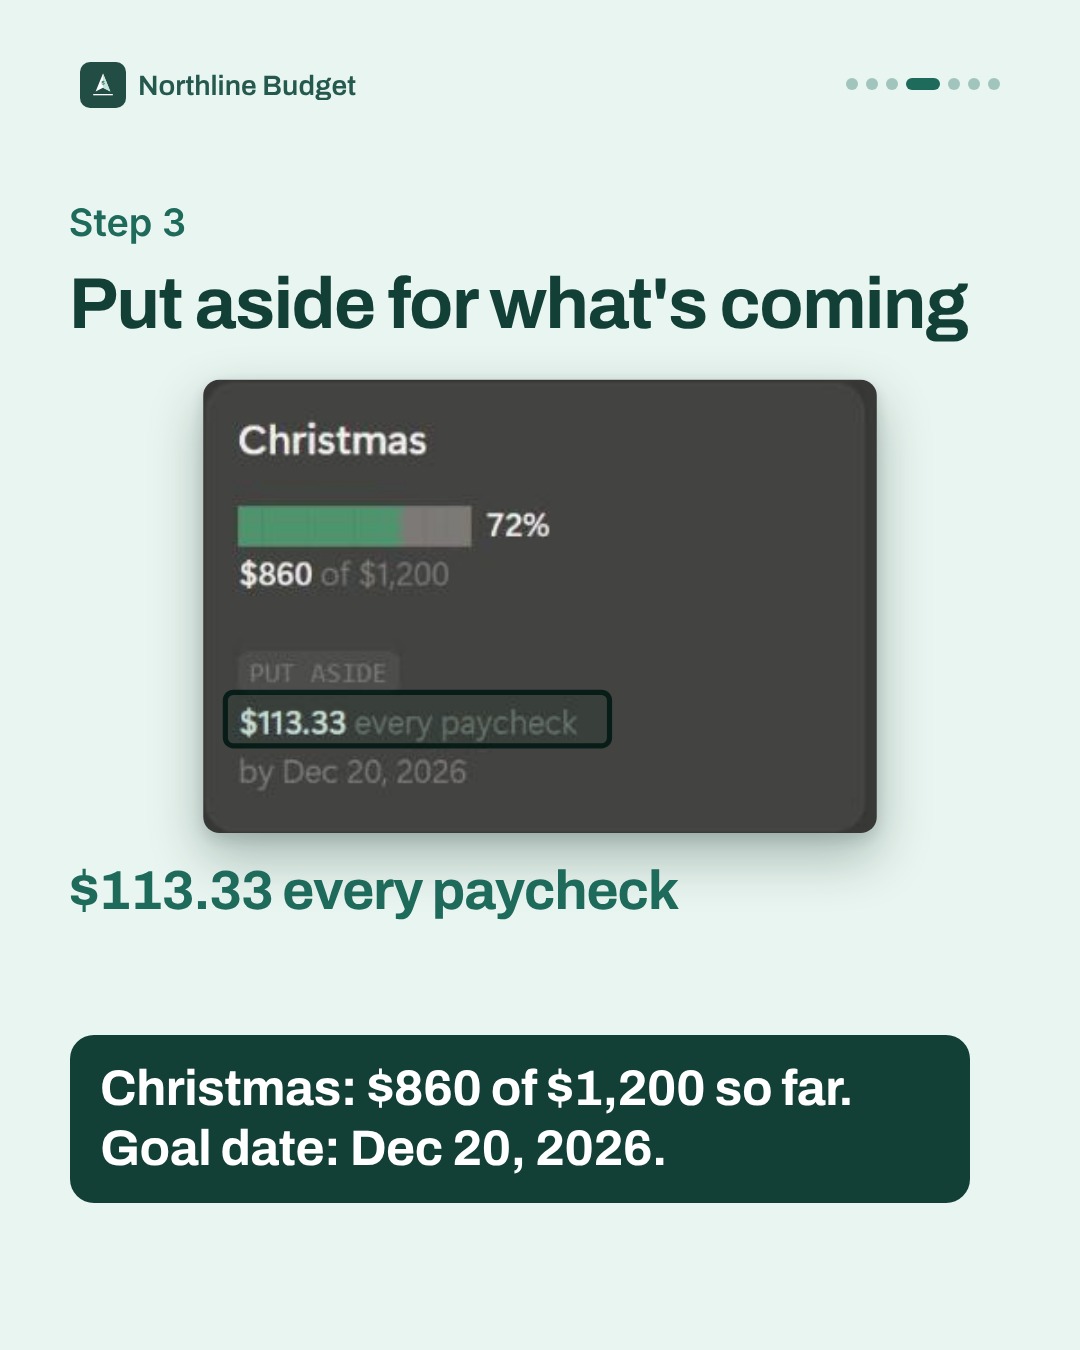 Northline Budget
Step 3
Put aside for what's coming
Christmas
72%
$860 of $1,200
PUT ASIDE
$113.33 every paycheck
by Dec 20, 2026
$113.33 every paycheck
Christmas: $860 of $1,200 so far.
Goal date: Dec 20, 2026.